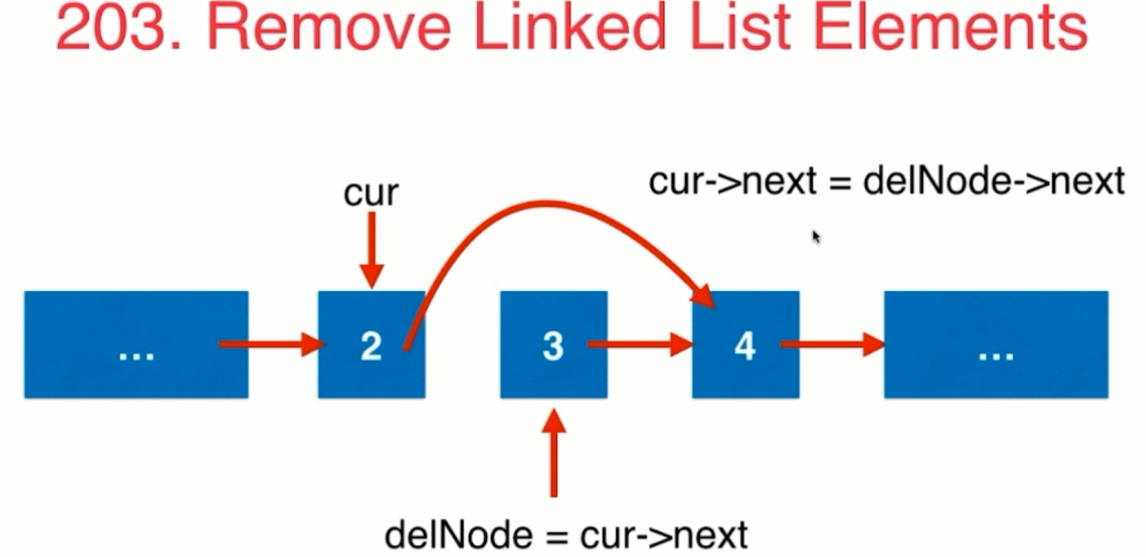 203. Remove Linked List Elements
cur
cur->next = delNode->next
...
2
3
4
...
delNode = cur->next